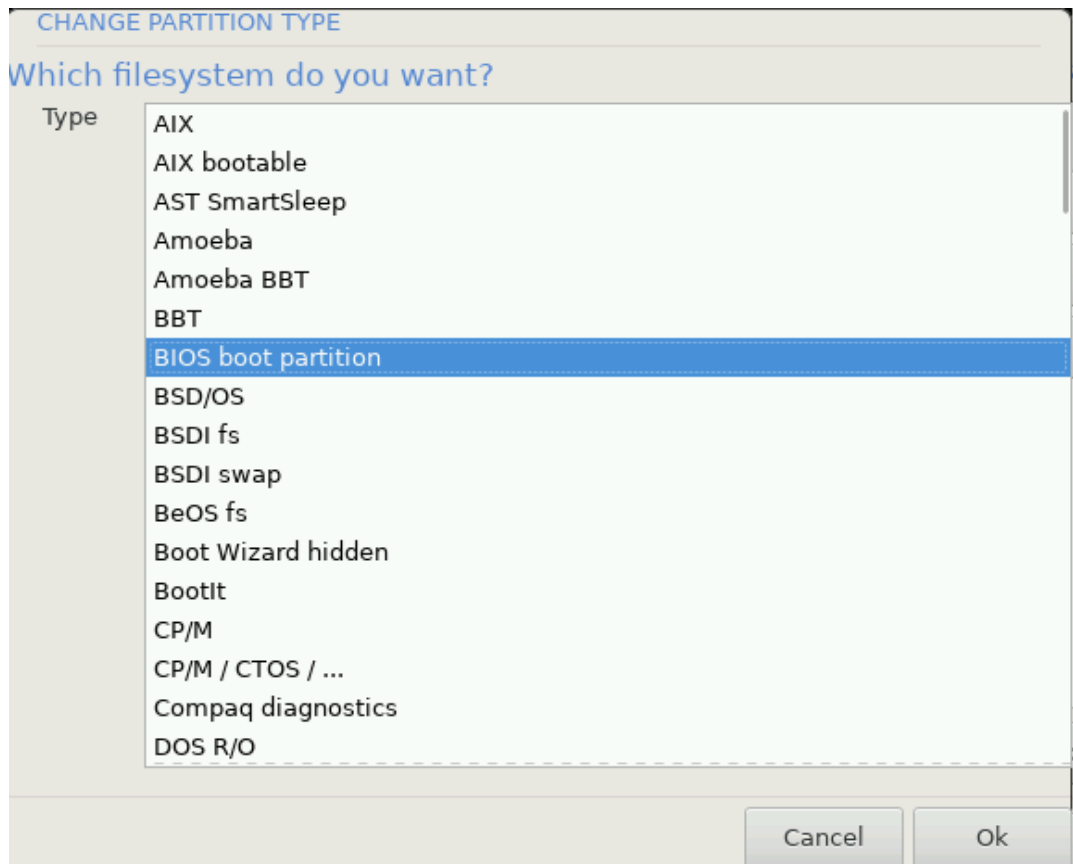 CHANGE PARTITION TYPE
Which filesystem do you want?
Type
AIX
AIX bootable
AST SmartSleep
Amoeba
Amoeba BBT
BBT
BIOS boot partition
BSD/OS
BSDI fs
BSDI swap
BeOS fs
Boot Wizard hidden
BootIt
CP/M
CP/M / CTOS / ...
Compaq diagnostics
DOS R/O
Cancel
Ok